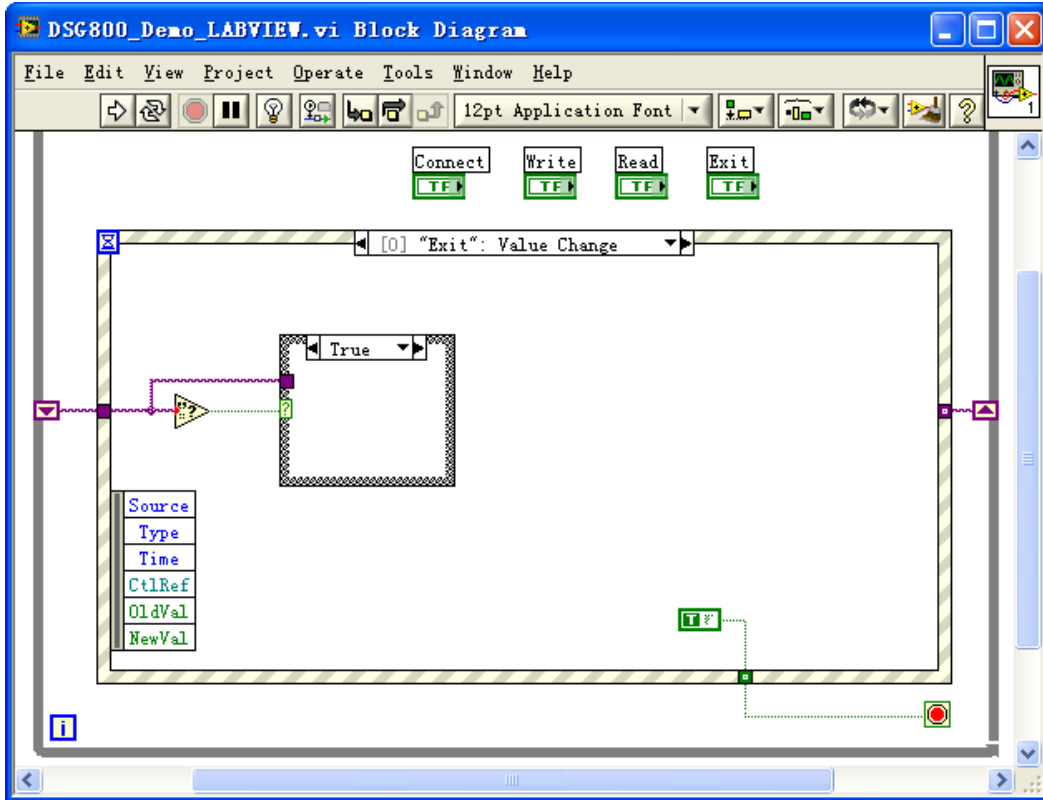 DSG800_Demo_LABVIEW.vi Block Diagram
File Edit View Project Operate Tools Window Help
12pt Application Font
1
Connect Write Read Exit
TF TF TF TF
[0] "Exit": Value Change
True
?
Source
Type
Time
CtlRef
OldVal
NewVal
T F
i